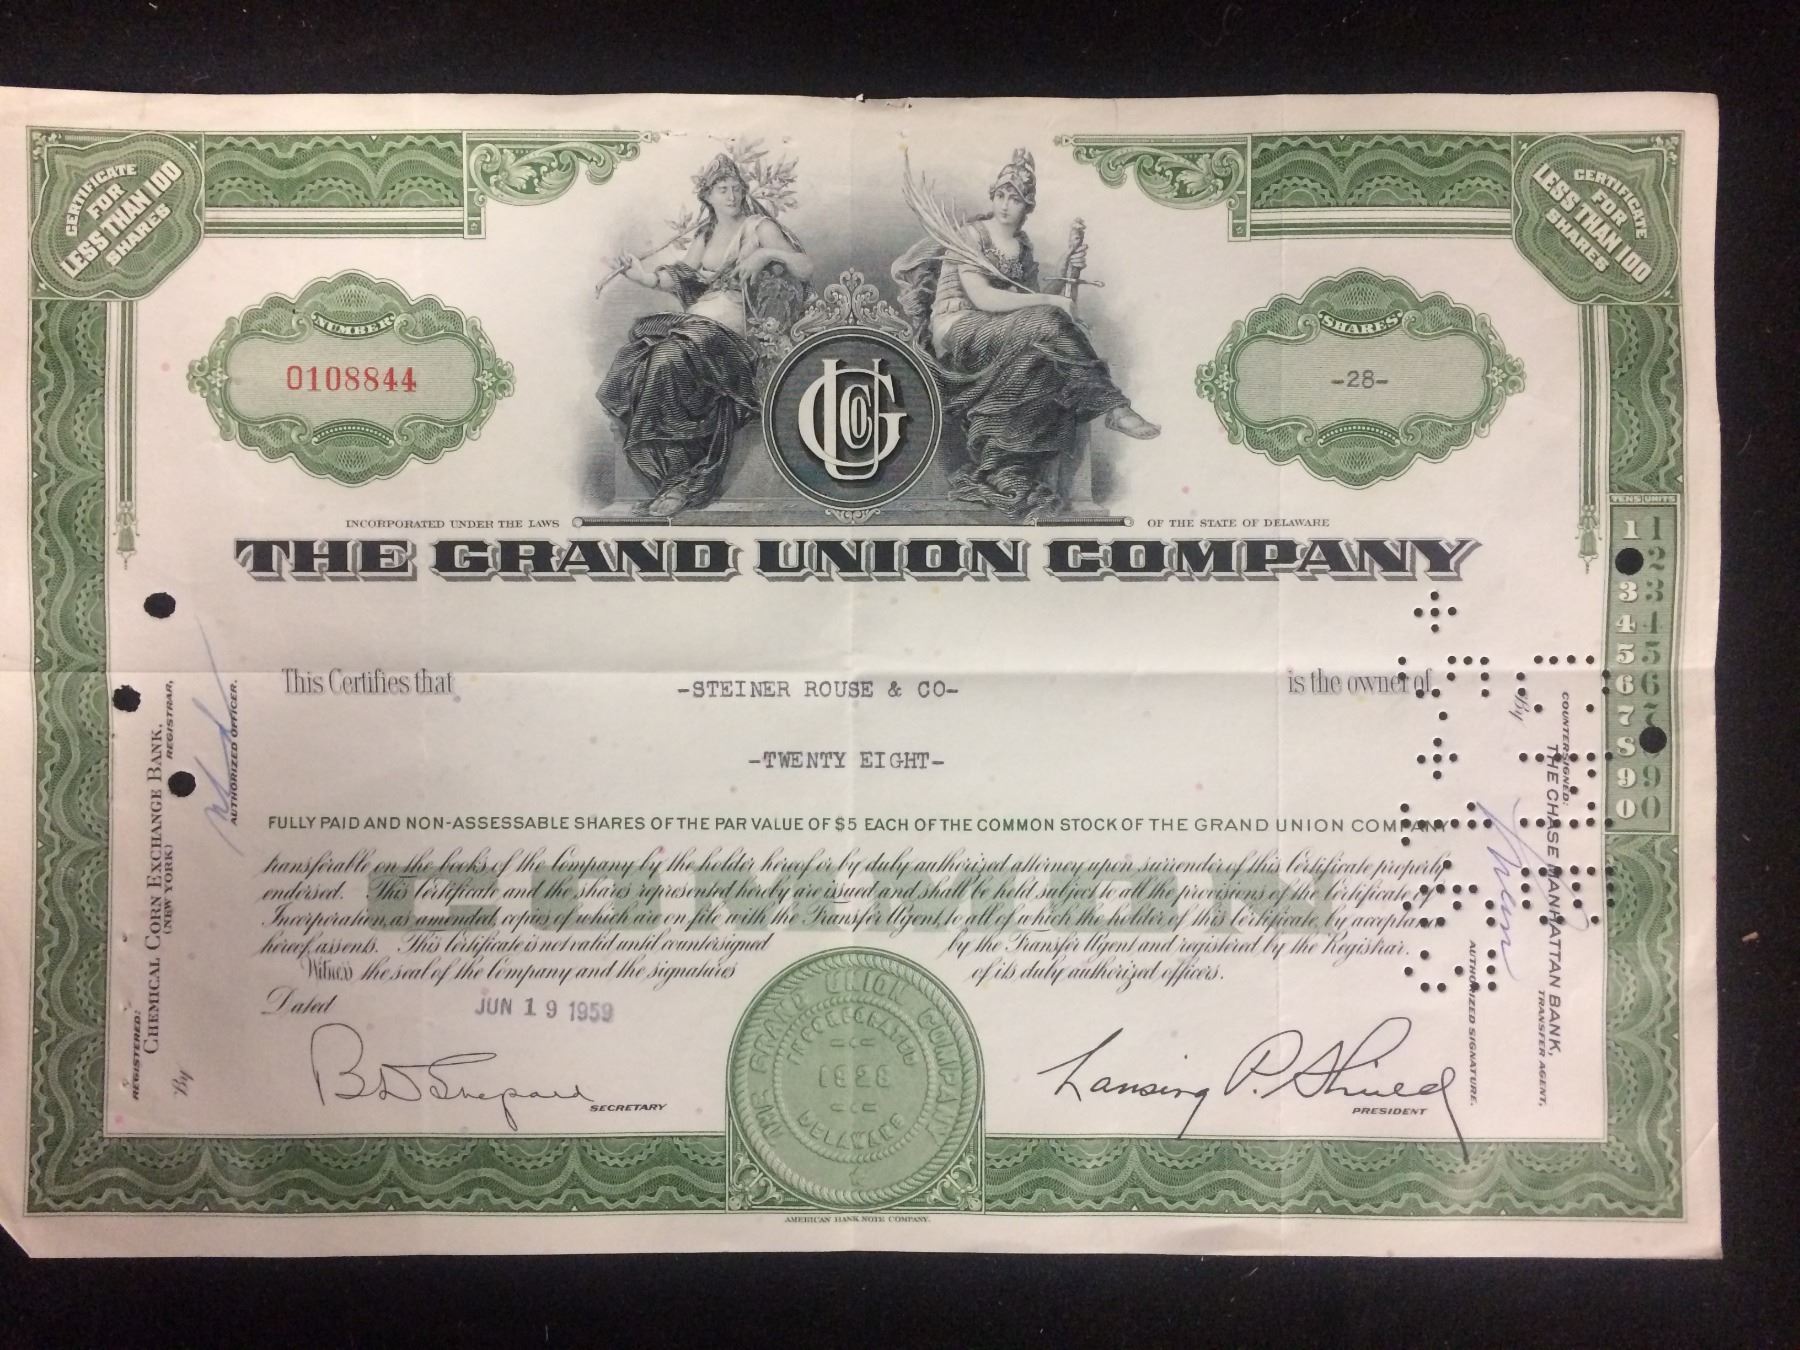 CERTIFICATE
FOR
LESS THAN 100
SHARES
CERTIFICATE
FOR
LESS THAN 100
SHARES
NUMBER
O108844
SHARES
-28-
GUCO
INCORPORATED UNDER THE LAWS
OF THE STATE OF DELAWARE
THE GRAND UNION COMPANY
This Certifies that
-STEINER ROUSE & CO-
is the owner of
-TWENTY EIGHT-
FULLY PAID AND NON-ASSESSABLE SHARES OF THE PAR VALUE OF $5 EACH OF THE COMMON STOCK OF THE GRAND UNION COMPANY
transferable on the books of the Company by the holder hereof or by duly authorized attorney upon surrender of this Certificate properly
endorsed. This Certificate and the shares represented hereby are issued and shall be held subject to all the provisions of the Certificate of
Incorporation, as amended, copies of which are on file with the Transfer Agent, to all of which the holder of this Certificate, by acceptance
hereof, assents. This Certificate is not valid until countersigned by the Transfer Agent and registered by the Registrar.
Witness the seal of the Company and the signatures of its duly authorized officers.
Dated
JUN 19 1959
B D Shepard
SECRETARY
Lansing P. Shield
PRESIDENT
THE GRAND UNION COMPANY
INCORPORATED
1928
DELAWARE
AMERICAN BANK NOTE COMPANY.
REGISTERED:
CHEMICAL CORN EXCHANGE BANK,
(NEW YORK)
REGISTRAR,
By
AUTHORIZED OFFICER.
COUNTERSIGNED:
THE CHASE MANHATTAN BANK,
TRANSFER AGENT,
By
AUTHORIZED SIGNATURE.
TENS UNITS
1 1
2
3 3
4 4
5 5
6 6
7 7
8
9 9
0 0